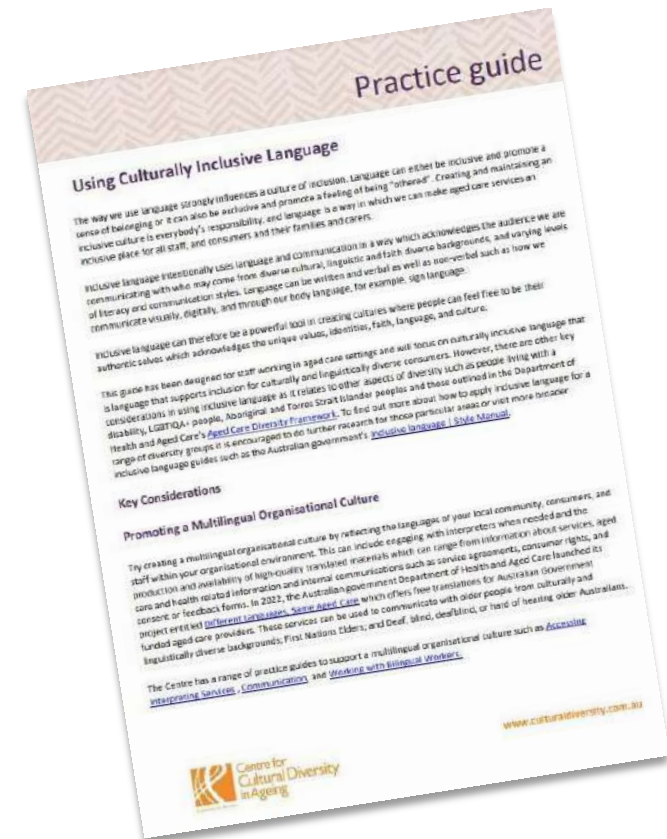 Practice guide
Using Culturally Inclusive Language
The way we use language strongly influences a culture of inclusion. Language can either be inclusive and promote a
sense of belonging or it can also be exclusive and promote a feeling of being "othered". Creating and maintaining an
inclusive culture is everybody's responsibility, and language is a way in which we can make aged care services an
inclusive place for all staff, and consumers and their families and carers.
Inclusive language intentionally uses language and communication in a way which acknowledges the audience we are
communicating with who may come from diverse cultural, linguistic and faith diverse backgrounds, and varying levels
of literacy and communication styles. Language can be written and verbal as well as non-verbal such as how we
communicate visually, digitally, and through our body language, for example, sign language.
Inclusive language can therefore be a powerful tool in creating cultures where people can feel free to be their
authentic selves which acknowledges the unique values, identities, faith, language, and culture.
This guide has been designed for staff working in aged care settings and will focus on culturally inclusive language that
is language that supports inclusion for culturally and linguistically diverse consumers. However, there are other key
considerations in using inclusive language as it relates to other aspects of diversity such as people living with a
disability, LGBTIQA+ people, Aboriginal and Torres Strait Islander peoples and those outlined in the Department of
Health and Aged Care's Aged Care Diversity Framework. To find out more about how to apply inclusive language for a
range of diversity groups it is encouraged to do further research for those particular areas or visit more broader
inclusive language guides such as the Australian government's Inclusive language | Style Manual.
Key Considerations
Promoting a Multilingual Organisational Culture
Try creating a multilingual organisational culture by reflecting the languages of your local community, consumers, and
staff within your organisational environment. This can include engaging with interpreters when needed and the
production and availability of high-quality translated materials which can range from information about services, aged
care and health related information and internal communications such as service agreements, consumer rights, and
consent or feedback forms. In 2022, the Australian government Department of Health and Aged Care launched its
project entitled Different Languages, Same Aged Care which offers free translations for Australian Government
funded aged care providers. These services can be used to communicate with older people from culturally and
linguistically diverse backgrounds; First Nations Elders; and Deaf, blind, deafblind, or hard of hearing older Australians.
The Centre has a range of practice guides to support a multilingual organisational culture such as Accessing
Interpreting Services, Communication, and Working with Bilingual Workers.
www.culturaldiversity.com.au
Centre for
Cultural Diversity
in Ageing